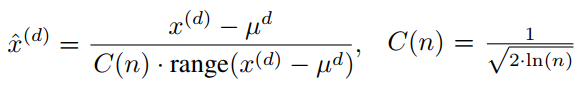 x̂^(d) = (x^(d) − μ^d) / (C(n) · range(x^(d) − μ^d)), C(n) = 1 / √(2·ln(n))